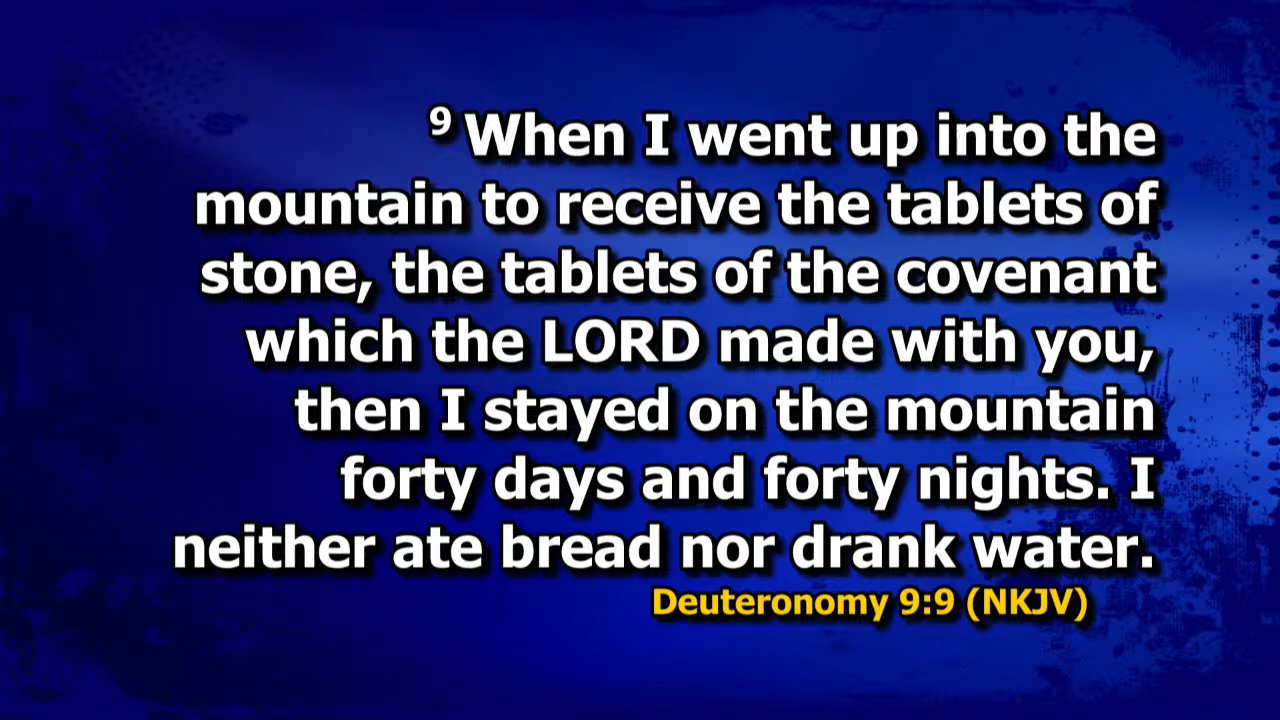 9 When I went up into the
mountain to receive the tablets of
stone, the tablets of the covenant
which the LORD made with you,
then I stayed on the mountain
forty days and forty nights. I
neither ate bread nor drank water.
Deuteronomy 9:9 (NKJV)